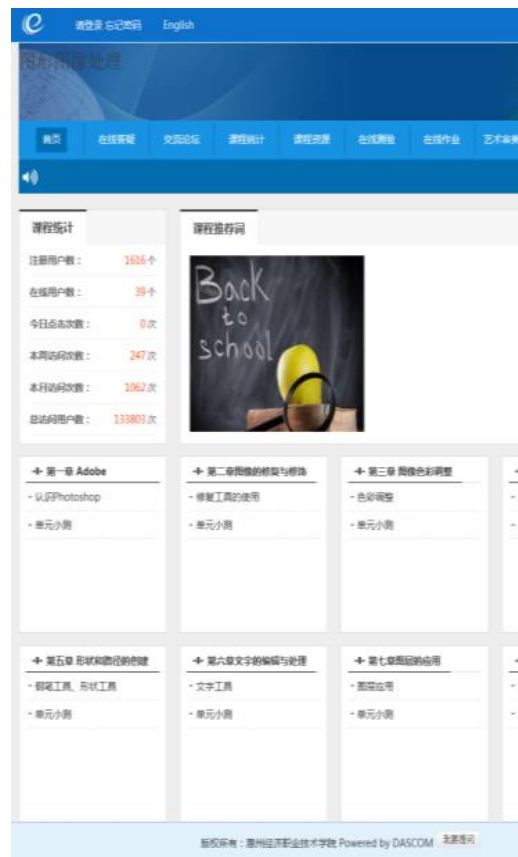 请登录 忘记密码 English
图形图像处理
首页 在线答疑 交流论坛 课程统计 课程资源 在线测验 在线作业
课程统计
注册用户数： 1616个
在线用户数： 39个
今日点击次数： 0次
本周访问次数： 247次
本月访问次数： 1062次
总访问用户数： 133803次
课程推荐词
Back
to
school
第一章 Adobe
- 认识Photoshop
- 单元小测
第二章图像的修复与修饰
- 修复工具的使用
- 单元小测
第三章 图像色彩调整
- 色彩调整
- 单元小测
第五章 形状和路径的创建
- 钢笔工具、形状工具
- 单元小测
第六章文字的编辑与处理
- 文字工具
- 单元小测
第七章图层的应用
- 图层应用
- 单元小测
版权所有：惠州经济职业技术学院 Powered by DASCOM 我要提问